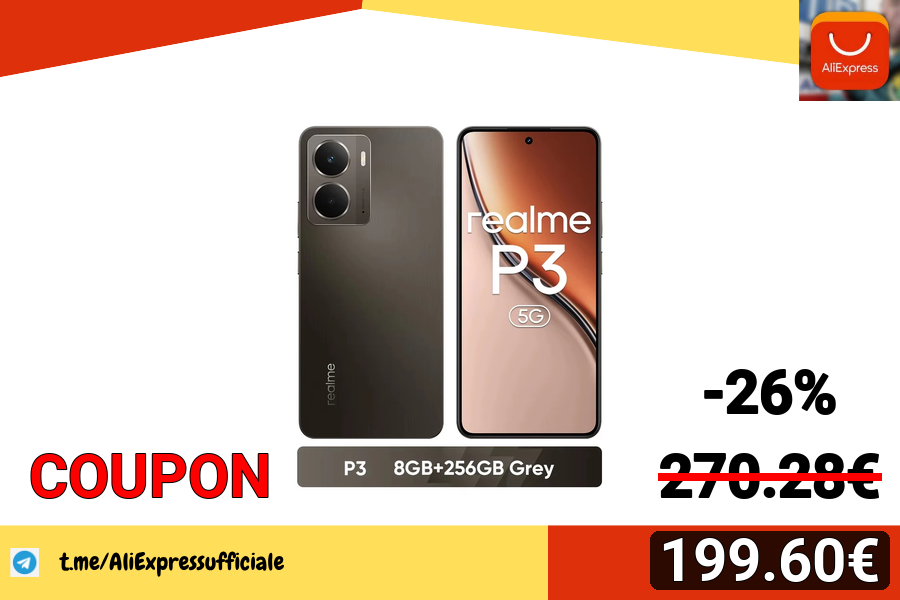 AliExpress
realme
P3
5G
realme
P3 8GB+256GB Grey
-26%
COUPON
270.28€
t.me/AliExpressufficiale
199.60€